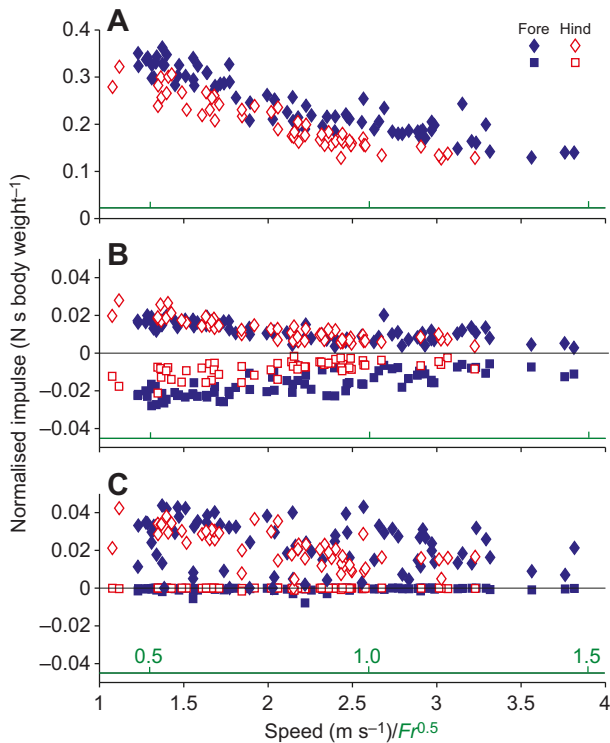 A
Fore Hind
0.4
0.3
0.2
0.1
0
B
0.04
0.02
0
–0.02
–0.04
C
0.04
0.02
0
–0.02
–0.04
0.5 1.0 1.5
1 1.5 2 2.5 3 3.5 4
Speed (m s–1)/Fr0.5
Normalised impulse (N s body weight–1)